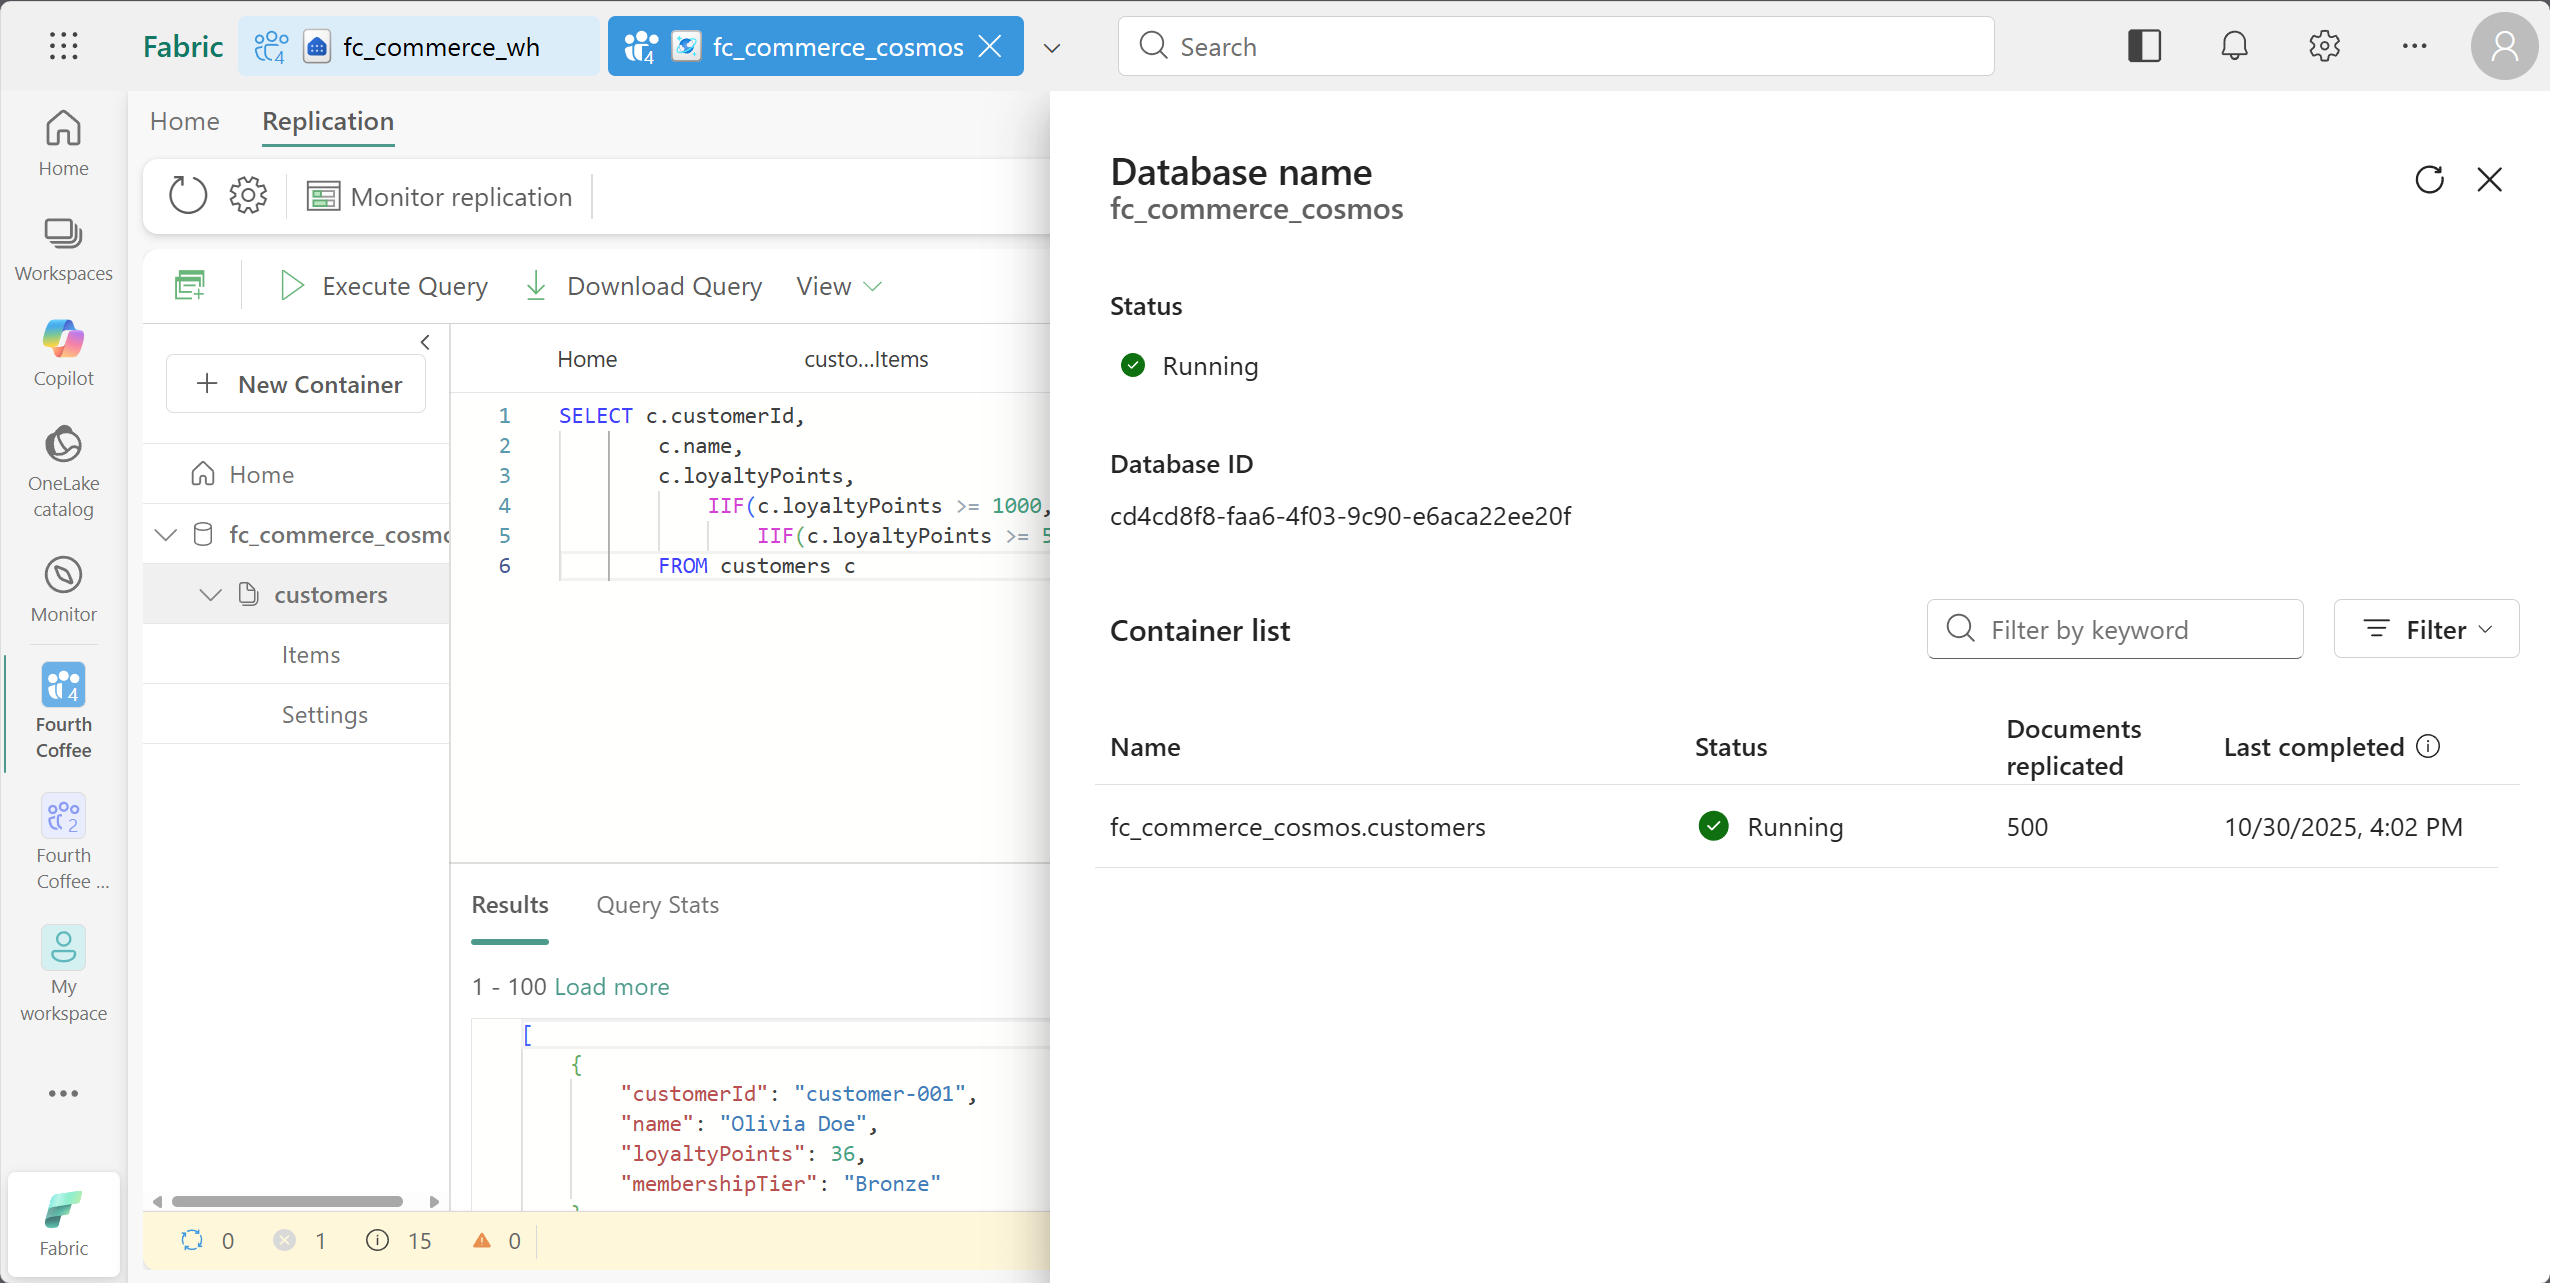 Fabric
4
fc_commerce_wh
4
fc_commerce_cosmos
Search
Home
Workspaces
Copilot
OneLake
catalog
Monitor
4
Fourth
Coffee
2
Fourth
Coffee ...
My
workspace
Fabric
Home
Replication
Monitor replication
Execute Query
Download Query
View
New Container
Home
fc_commerce_cosmo
customers
Items
Settings
Home
custo...Items
1 SELECT c.customerId,
2 c.name,
3 c.loyaltyPoints,
4 IIF(c.loyaltyPoints >= 1000,
5 IIF(c.loyaltyPoints >= 5
6 FROM customers c
Results
Query Stats
1 - 100 Load more
[
{
"customerId": "customer-001",
"name": "Olivia Doe",
"loyaltyPoints": 36,
"membershipTier": "Bronze"
}
0
1
15
0
Database name
fc_commerce_cosmos
Status
Running
Database ID
cd4cd8f8-faa6-4f03-9c90-e6aca22ee20f
Container list
Filter by keyword
Filter
Name
Status
Documents
replicated
Last completed
fc_commerce_cosmos.customers
Running
500
10/30/2025, 4:02 PM